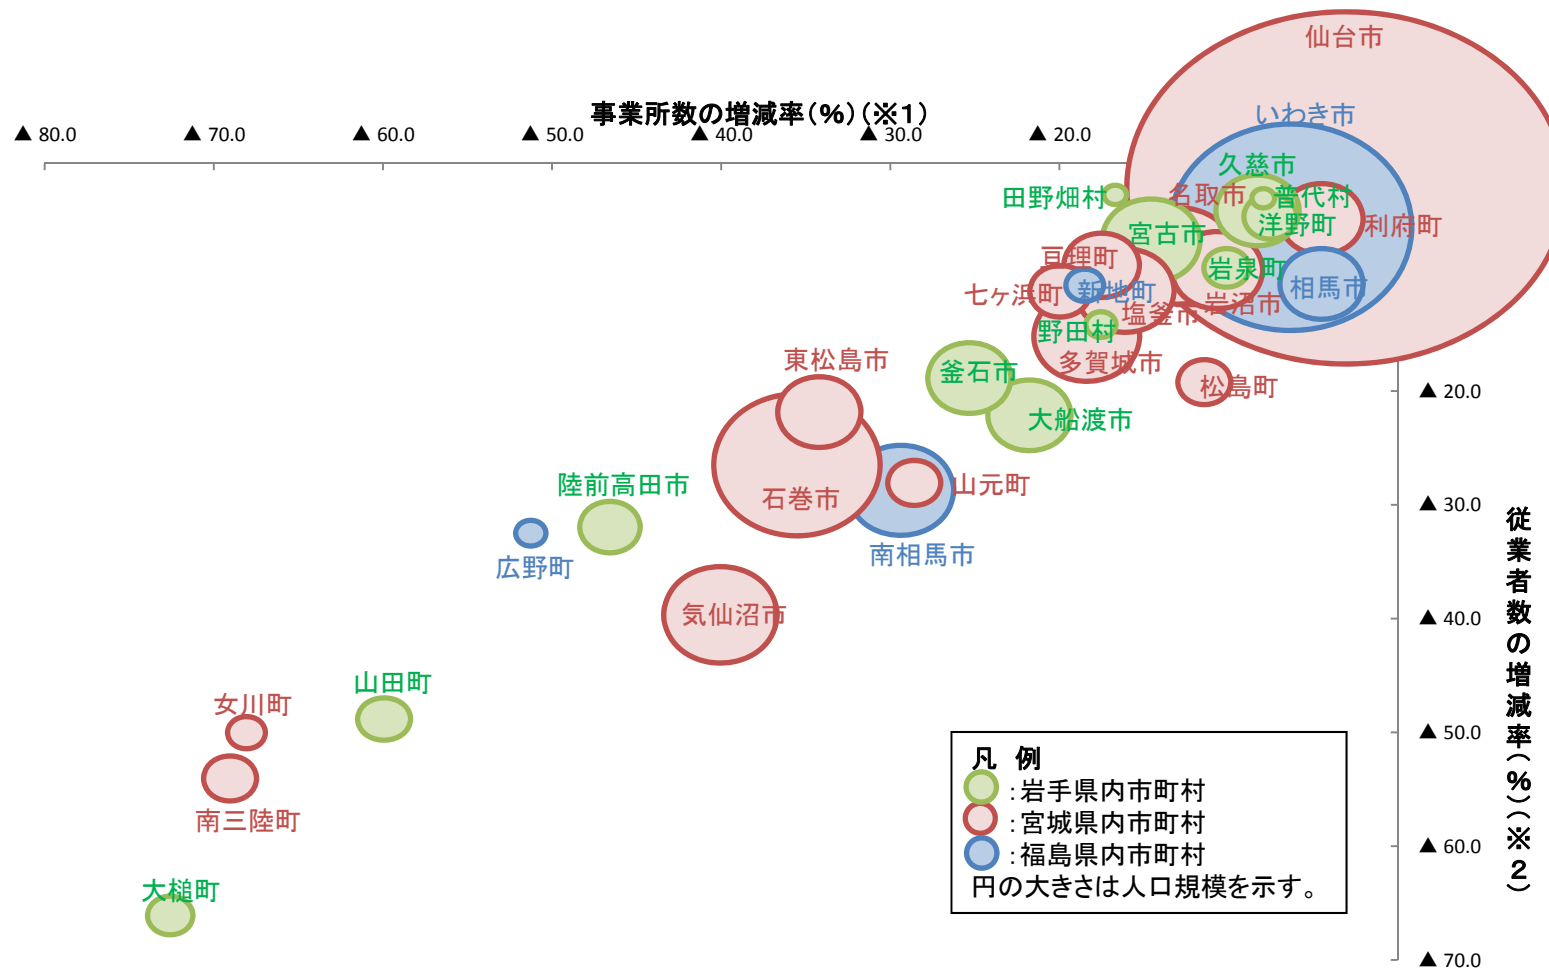 仙台市
事業所数の増減率(%)(※1)
いわき市
▲ 80.0
▲ 70.0
▲ 60.0
▲ 50.0
▲ 40.0
▲ 30.0
▲ 20.0
久慈市
田野畑村
名取市
普代村
宮古市
洋野町
利府町
亘理町
岩泉町
七ヶ浜町
新地町
相馬市
岩沼市
塩釜市
野田村
東松島市
多賀城市
釜石市
松島町
▲ 20.0
大船渡市
陸前高田市
山元町
石巻市
▲ 30.0
南相馬市
広野町
気仙沼市
▲ 40.0
山田町
女川町
▲ 50.0
南三陸町
▲ 60.0
大槌町
▲ 70.0
従業者数の増減率(%)(※2)
凡 例
:岩手県内市町村
:宮城県内市町村
:福島県内市町村
円の大きさは人口規模を示す。